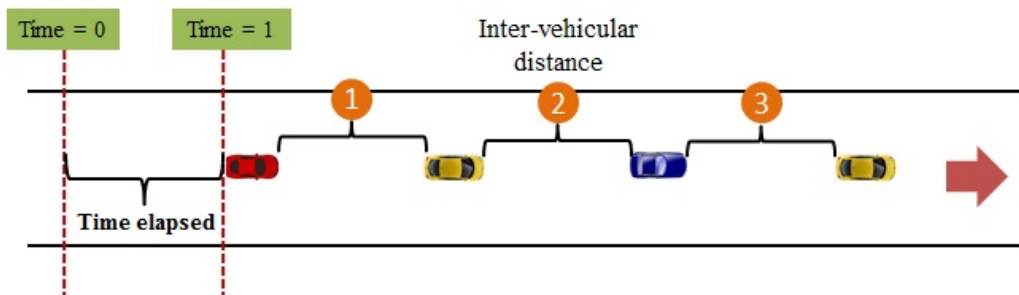 Time = 0
Time = 1
Inter-vehicular
distance
1
2
3
Time elapsed